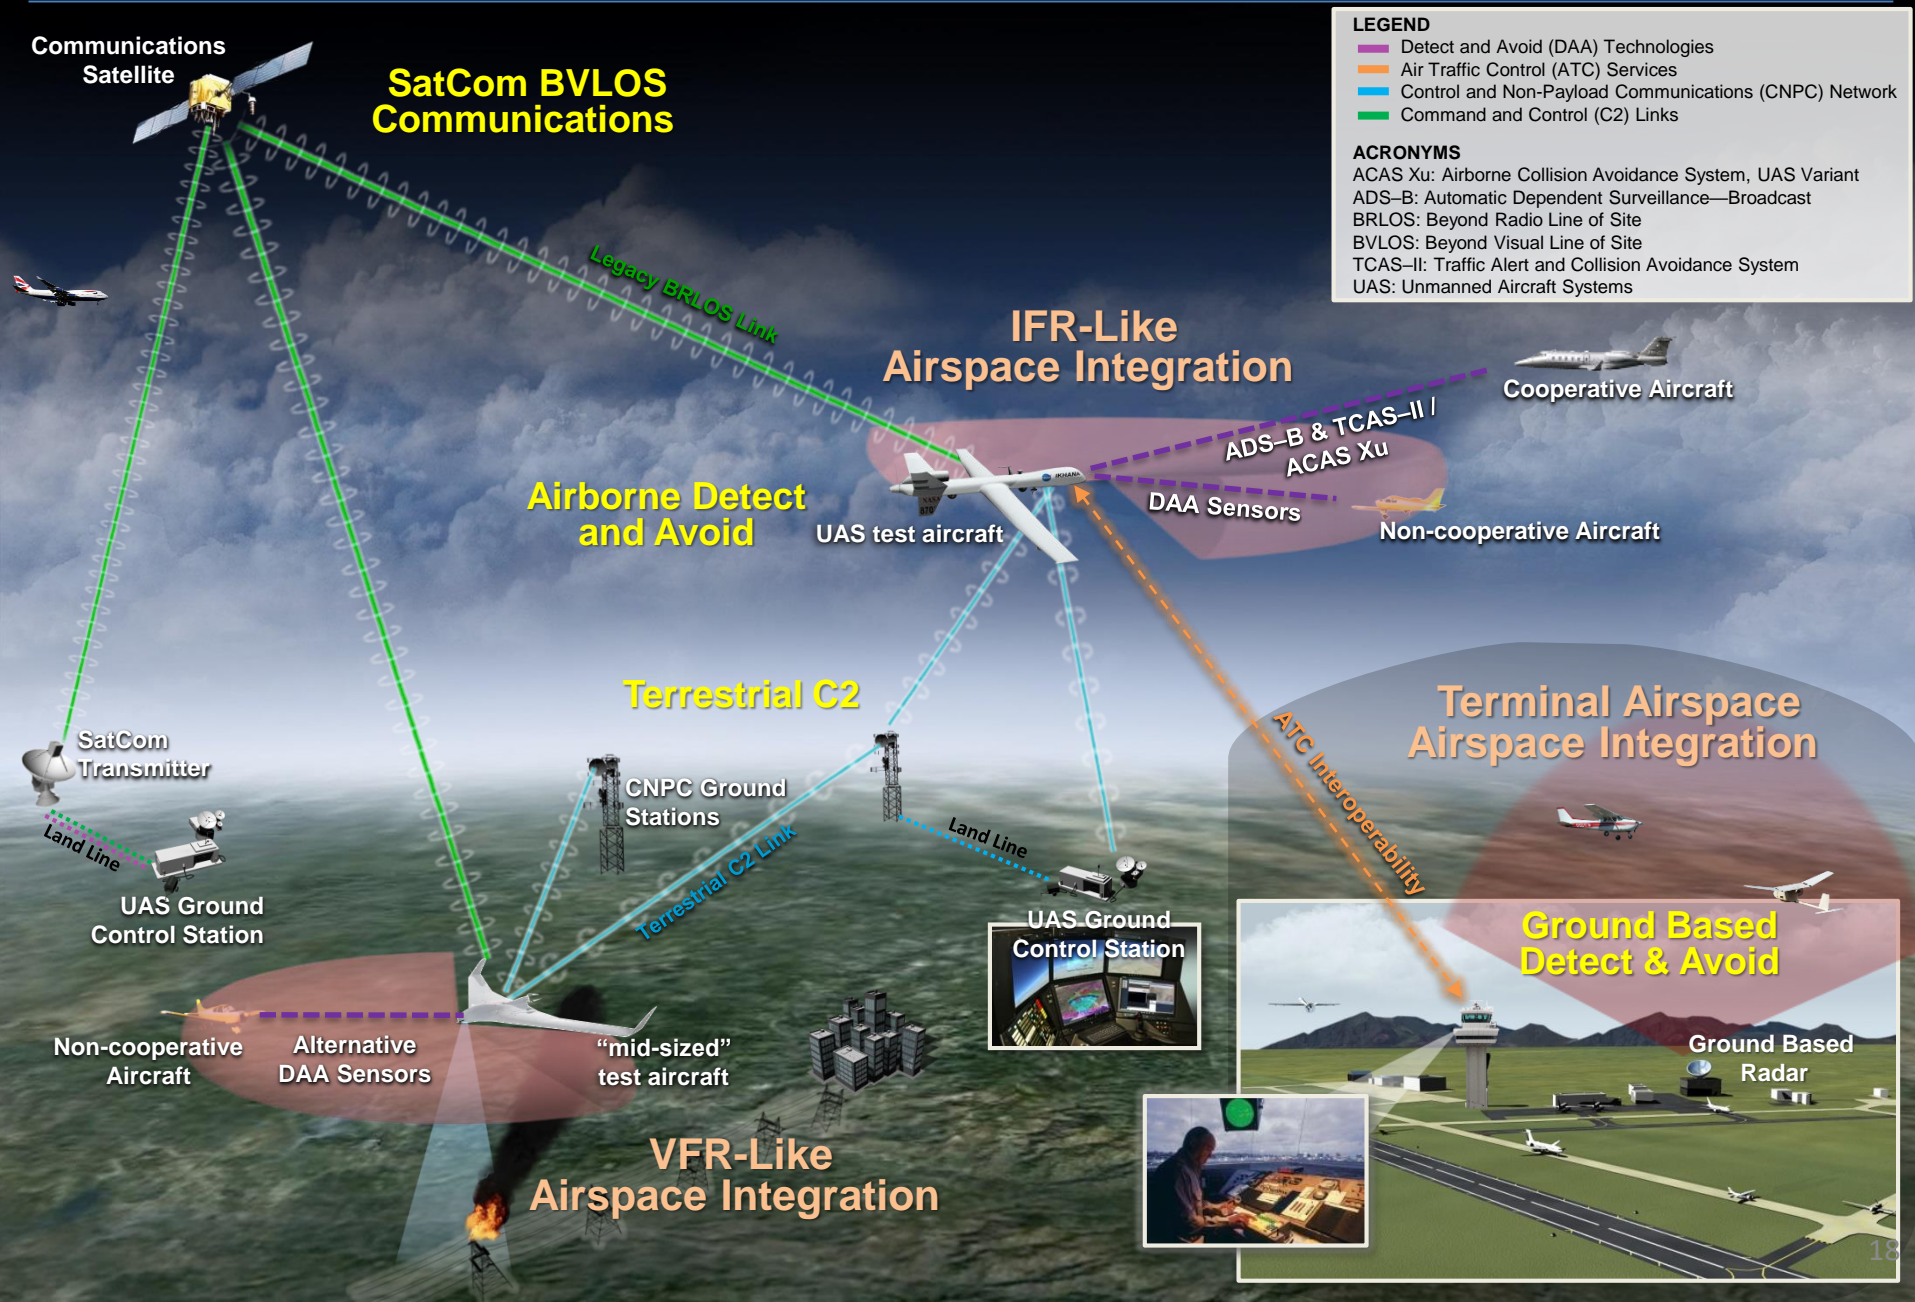 Communications
Satellite
SatCom BVLOS
Communications
LEGEND
Detect and Avoid (DAA) Technologies
Air Traffic Control (ATC) Services
Control and Non-Payload Communications (CNPC) Network
Command and Control (C2) Links
ACRONYMS
ACAS Xu: Airborne Collision Avoidance System, UAS Variant
ADS–B: Automatic Dependent Surveillance—Broadcast
BRLOS: Beyond Radio Line of Site
BVLOS: Beyond Visual Line of Site
TCAS–II: Traffic Alert and Collision Avoidance System
UAS: Unmanned Aircraft Systems
Legacy BRLOS Link
IFR-Like
Airspace Integration
Cooperative Aircraft
ADS–B & TCAS–II /
ACAS Xu
DAA Sensors
Non-cooperative Aircraft
Airborne Detect
and Avoid
IKHANA
NASA
870
UAS test aircraft
Terrestrial C2
Terminal Airspace
Airspace Integration
ATC Interoperability
SatCom
Transmitter
Land Line
UAS Ground
Control Station
CNPC Ground
Stations
Terrestrial C2 Link
Land Line
UAS Ground
Control Station
Ground Based
Detect & Avoid
Ground Based
Radar
Non-cooperative
Aircraft
Alternative
DAA Sensors
“mid-sized”
test aircraft
VFR-Like
Airspace Integration
18